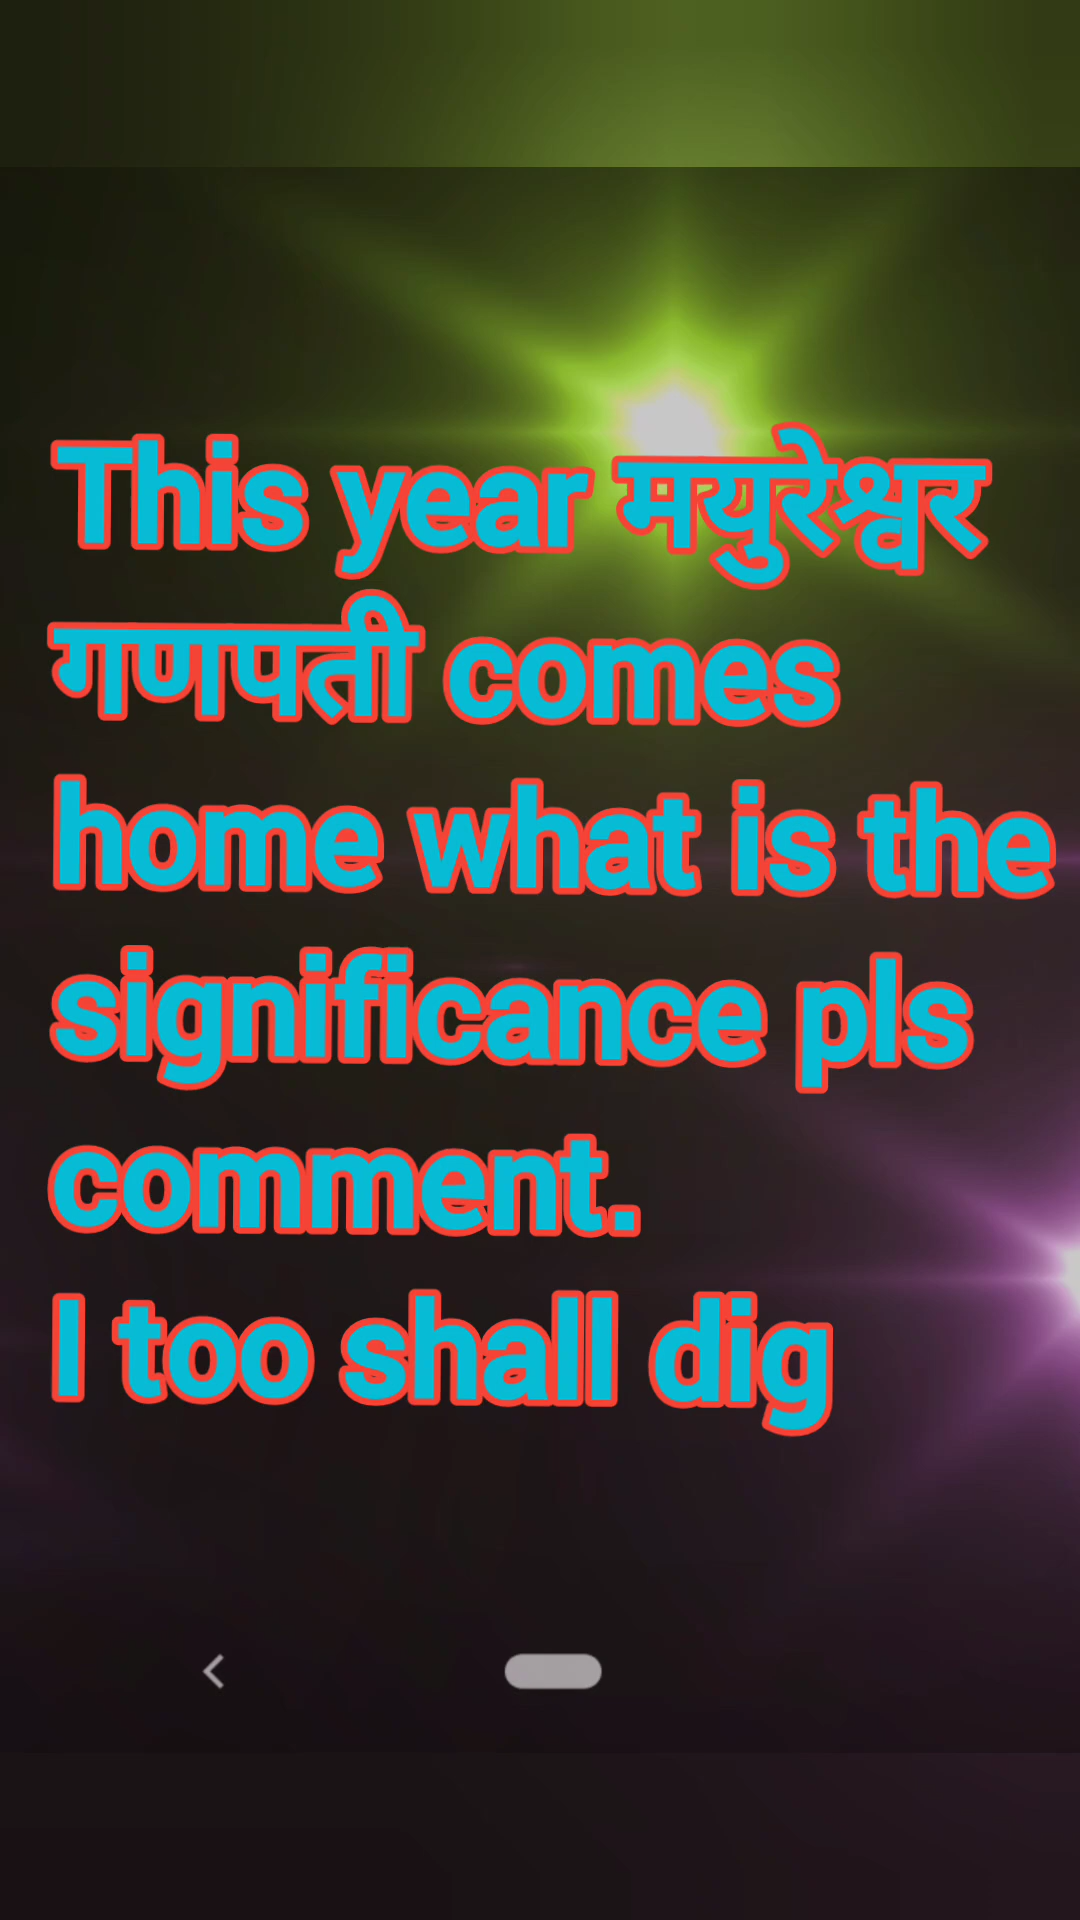 This year मयुरेश्वर
गणपती comes
home what is the
significance pls
comment.
I too shall dig